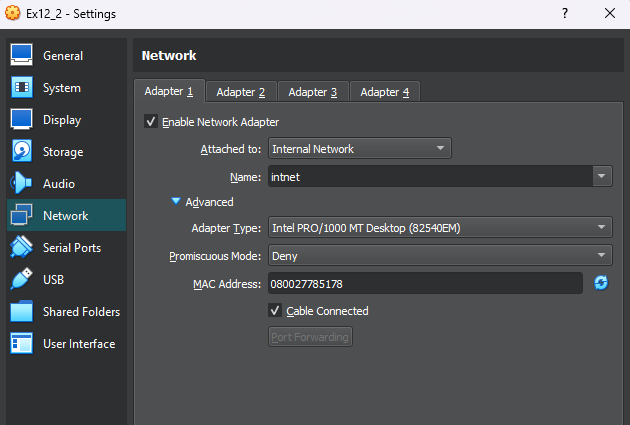 Ex12_2 - Settings ?
General
System
Display
Storage
Audio
Network
Serial Ports
USB
Shared Folders
User Interface
Network
Adapter 1 Adapter 2 Adapter 3 Adapter 4
Enable Network Adapter
Attached to: Internal Network
Name: intnet
Advanced
Adapter Type: Intel PRO/1000 MT Desktop (82540EM)
Promiscuous Mode: Deny
MAC Address: 080027785178
Cable Connected
Port Forwarding